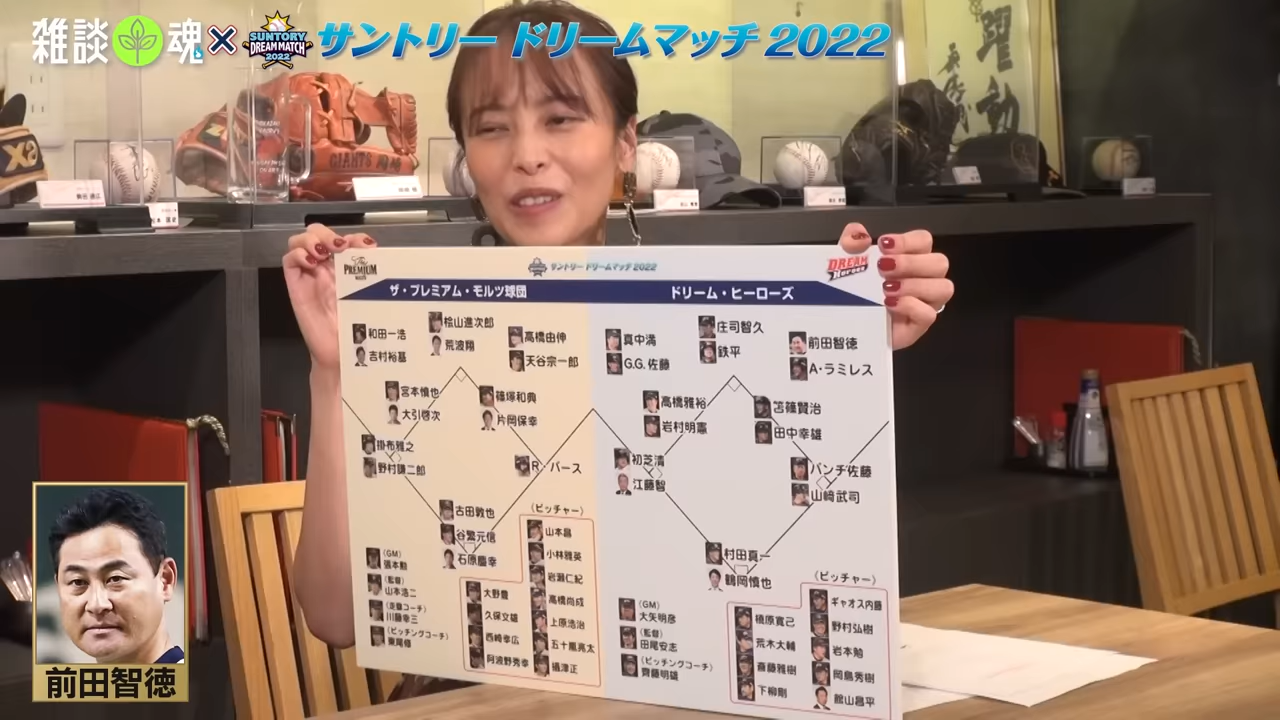 雑談魂×SUNTORY DREAM MATCH 2022 サントリー ドリームマッチ 2022
GIANTS
The PREMIUM MALT'S
サントリー ドリームマッチ 2022
DREAM Heroes
ザ・プレミアム・モルツ球団
和田一浩
吉村裕基
桧山進次郎
荒波翔
高橋由伸
天谷宗一郎
宮本慎也
大引啓次
篠塚和典
片岡保幸
掛布雅之
野村謙二郎
R・バース
古田敦也
谷繁元信
石原慶幸
(GM)
張本勲
(監督)
山本浩二
(走塁コーチ)
川藤幸三
(ピッチングコーチ)
東尾修
(ピッチャー)
山本昌
小林雅英
岩瀬仁紀
高橋尚成
上原浩治
五十嵐亮太
攝津正
大野豊
久保文雄
西崎幸広
阿波野秀幸
ドリーム・ヒーローズ
真中満
G.G.佐藤
庄司智久
鉄平
前田智徳
A・ラミレス
高橋雅裕
岩村明憲
笘篠賢治
田中幸雄
初芝清
江藤智
パンチ佐藤
山﨑武司
村田真一
鶴岡慎也
(GM)
大矢明彦
(監督)
田尾安志
(ピッチングコーチ)
齊藤明雄
(ピッチャー)
ギャオス内藤
野村弘樹
岩本勉
岡島秀樹
館山昌平
槙原寛己
荒木大輔
斎藤雅樹
下柳剛
前田智徳